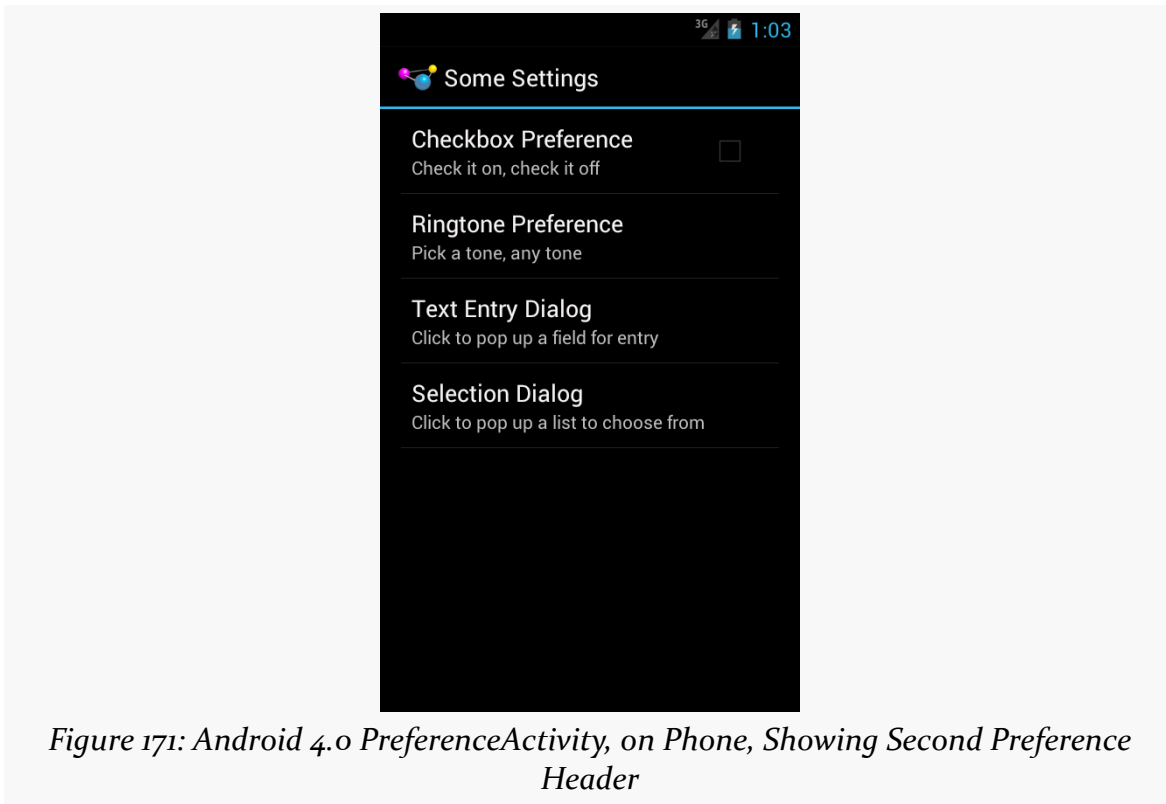 3G 1:03
Some Settings
Checkbox Preference
Check it on, check it off
Ringtone Preference
Pick a tone, any tone
Text Entry Dialog
Click to pop up a field for entry
Selection Dialog
Click to pop up a list to choose from
Figure 171: Android 4.0 PreferenceActivity, on Phone, Showing Second Preference
Header